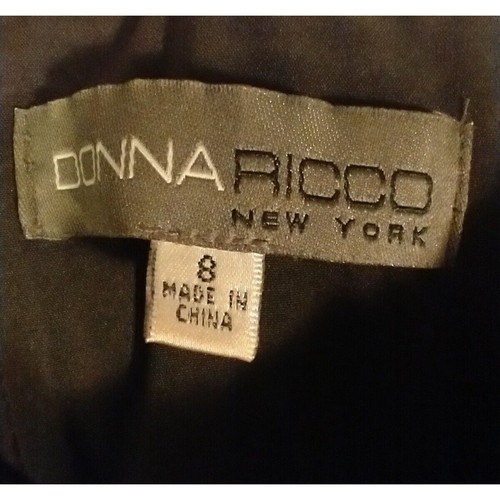 DONNA RICCO
NEW YORK
8
MADE IN
CHINA